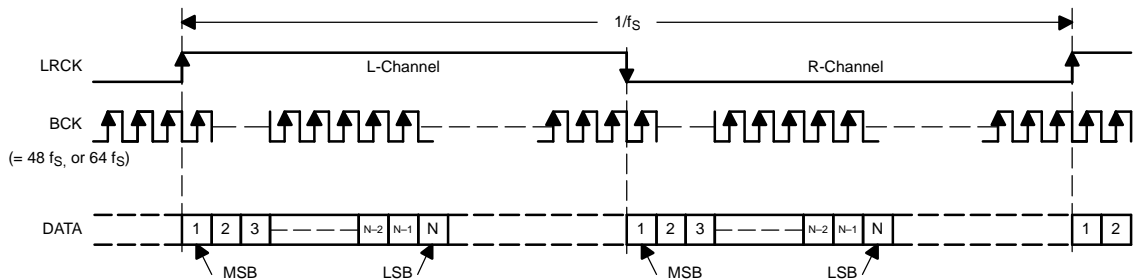 1/fS
LRCK
L-Channel
R-Channel
BCK
(= 48 fS, or 64 fS)
DATA
1 2 3 N–2 N–1 N 1 2 3 N–2 N–1 N 1 2
MSB LSB MSB LSB